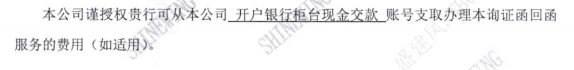 本公司谨授权贵行可从本公司 开户银行柜台现金交款 账号支取办理本询证函回函
服务的费用（如适用）。
SHINEWING
SHINEWING